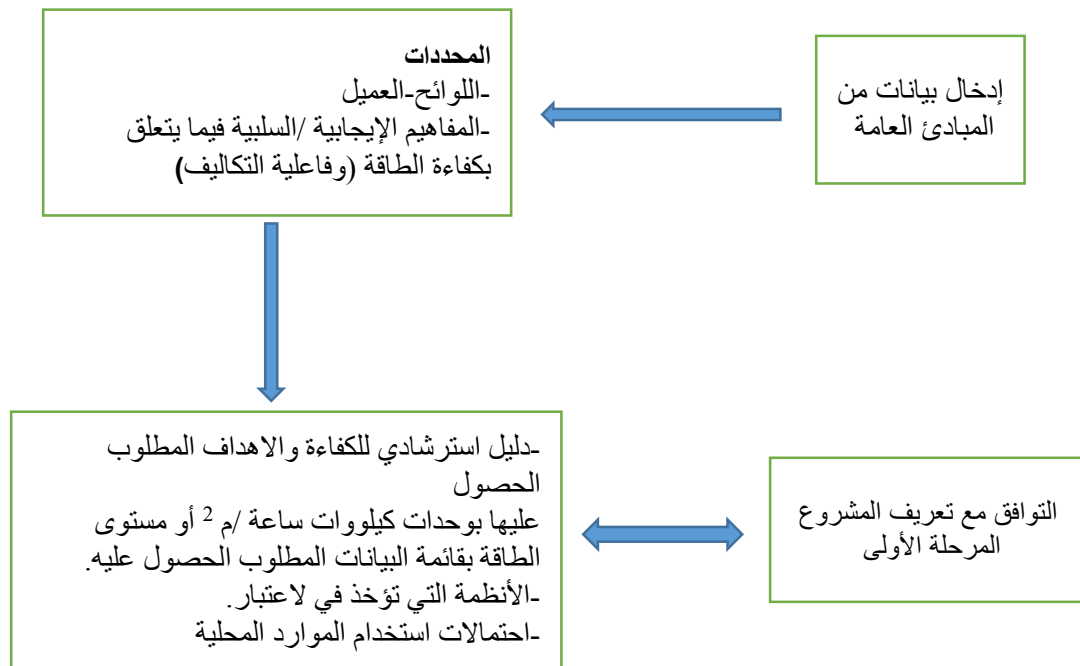 إدخال بيانات من
المبادئ العامة
المحددات
-اللوائح-العميل
-المفاهيم الإيجابية /السلبية فيما يتعلق
بكفاءة الطاقة (وفاعلية التكاليف)
-دليل استرشادي للكفاءة والاهداف المطلوب
الحصول
عليها بوحدات كيلووات ساعة /م 2 أو مستوى
الطاقة بقائمة البيانات المطلوب الحصول عليه.
-الأنظمة التي تؤخذ في لاعتبار.
-احتمالات استخدام الموارد المحلية
التوافق مع تعريف المشروع
المرحلة الأولى